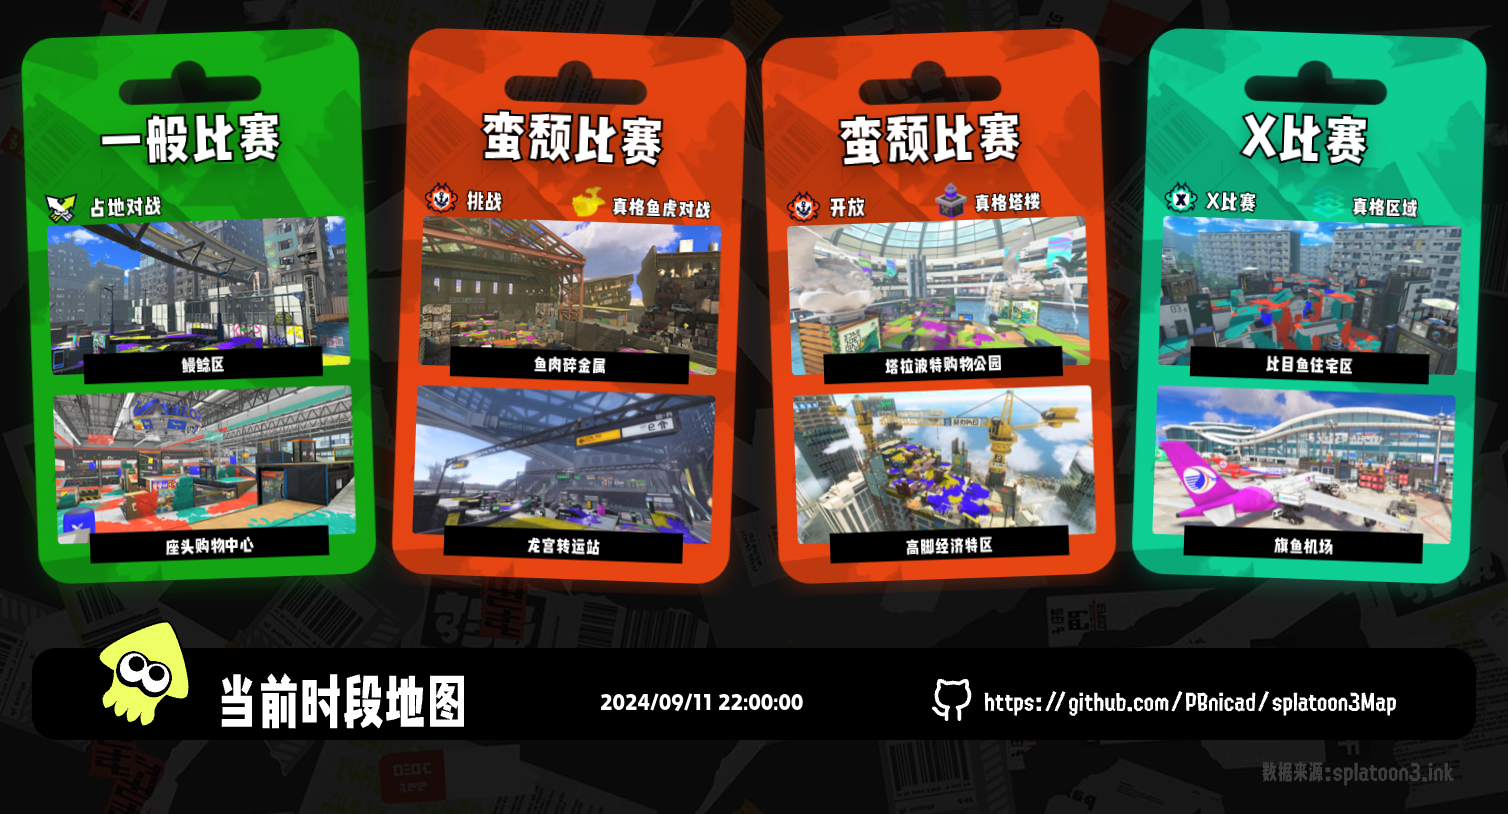 一般比赛
占地对战
鳗鲶区
座头购物中心
蛮颓比赛
挑战
真格鱼虎对战
鱼肉碎金属
龙宫转运站
蛮颓比赛
开放
真格塔楼
塔拉波特购物公园
高脚经济特区
X比赛
X比赛
真格区域
比目鱼住宅区
旗鱼机场
当前时段地图
2024/09/11 22:00:00
https://github.com/PBnicad/splatoon3Map
数据来源:splatoon3.ink